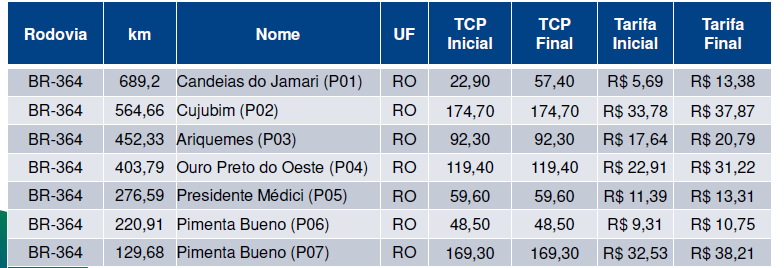 Rodovia km Nome UF TCP Inicial TCP Final Tarifa Inicial Tarifa Final
BR-364 689,2 Candeias do Jamari (P01) RO 22,90 57,40 R$ 5,69 R$ 13,38
BR-364 564,66 Cujubim (P02) RO 174,70 174,70 R$ 33,78 R$ 37,87
BR-364 452,33 Ariquemes (P03) RO 92,30 92,30 R$ 17,64 R$ 20,79
BR-364 403,79 Ouro Preto do Oeste (P04) RO 119,40 119,40 R$ 22,91 R$ 31,22
BR-364 276,59 Presidente Médici (P05) RO 59,60 59,60 R$ 11,39 R$ 13,31
BR-364 220,91 Pimenta Bueno (P06) RO 48,50 48,50 R$ 9,31 R$ 10,75
BR-364 129,68 Pimenta Bueno (P07) RO 169,30 169,30 R$ 32,53 R$ 38,21